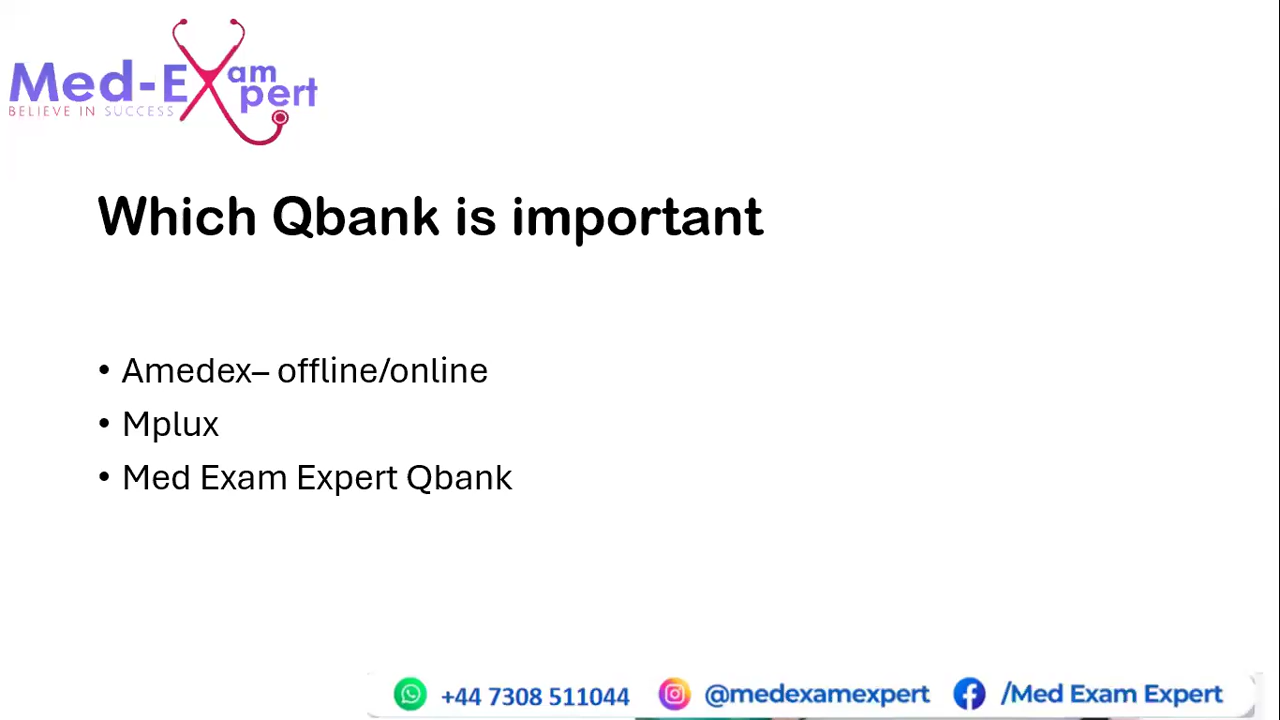 Med-Exam
Expert
BELIEVE IN SUCCESS
Which Qbank is important
• Amedex– offline/online
• Mplux
• Med Exam Expert Qbank
+44 7308 511044 @medexamexpert /Med Exam Expert